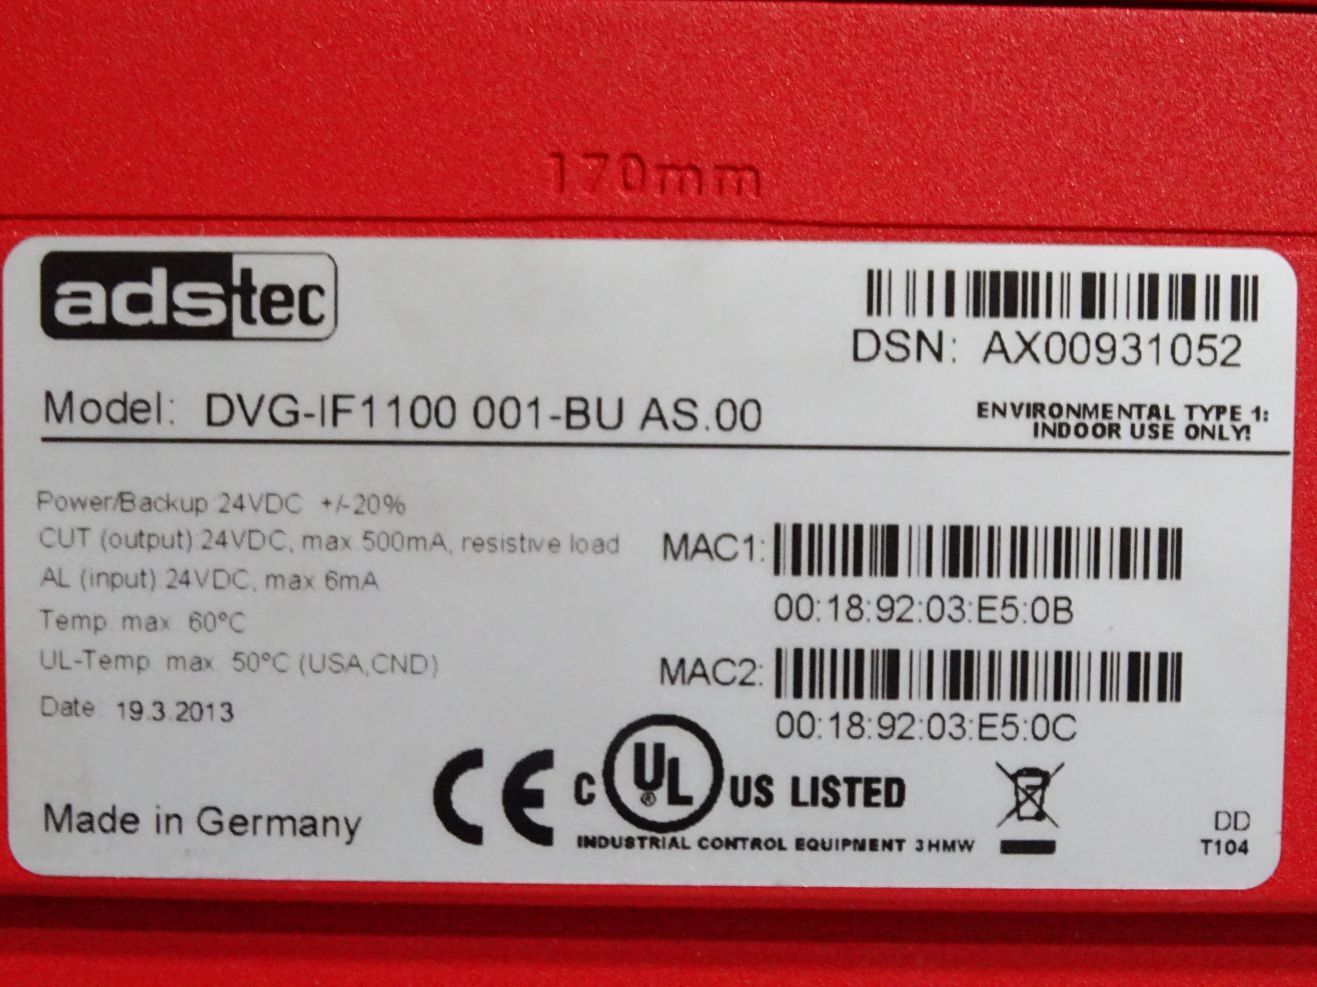 170mm
adstec
DSN: AX00931052
Model: DVG-IF1100 001-BU AS.00
ENVIRONMENTAL TYPE 1:
INDOOR USE ONLY!
Power/Backup 24VDC +/-20%
CUT (output) 24VDC, max 500mA, resistive load
AL (input) 24VDC, max 6mA
Temp. max 60°C
UL-Temp. max 50°C (USA,CND)
Date 19.3.2013
MAC1:
00:18:92:03:E5:0B
MAC2:
00:18:92:03:E5:0C
Made in Germany
CE
C UL® US LISTED
INDUSTRIAL CONTROL EQUIPMENT 3HMW
DD
T104